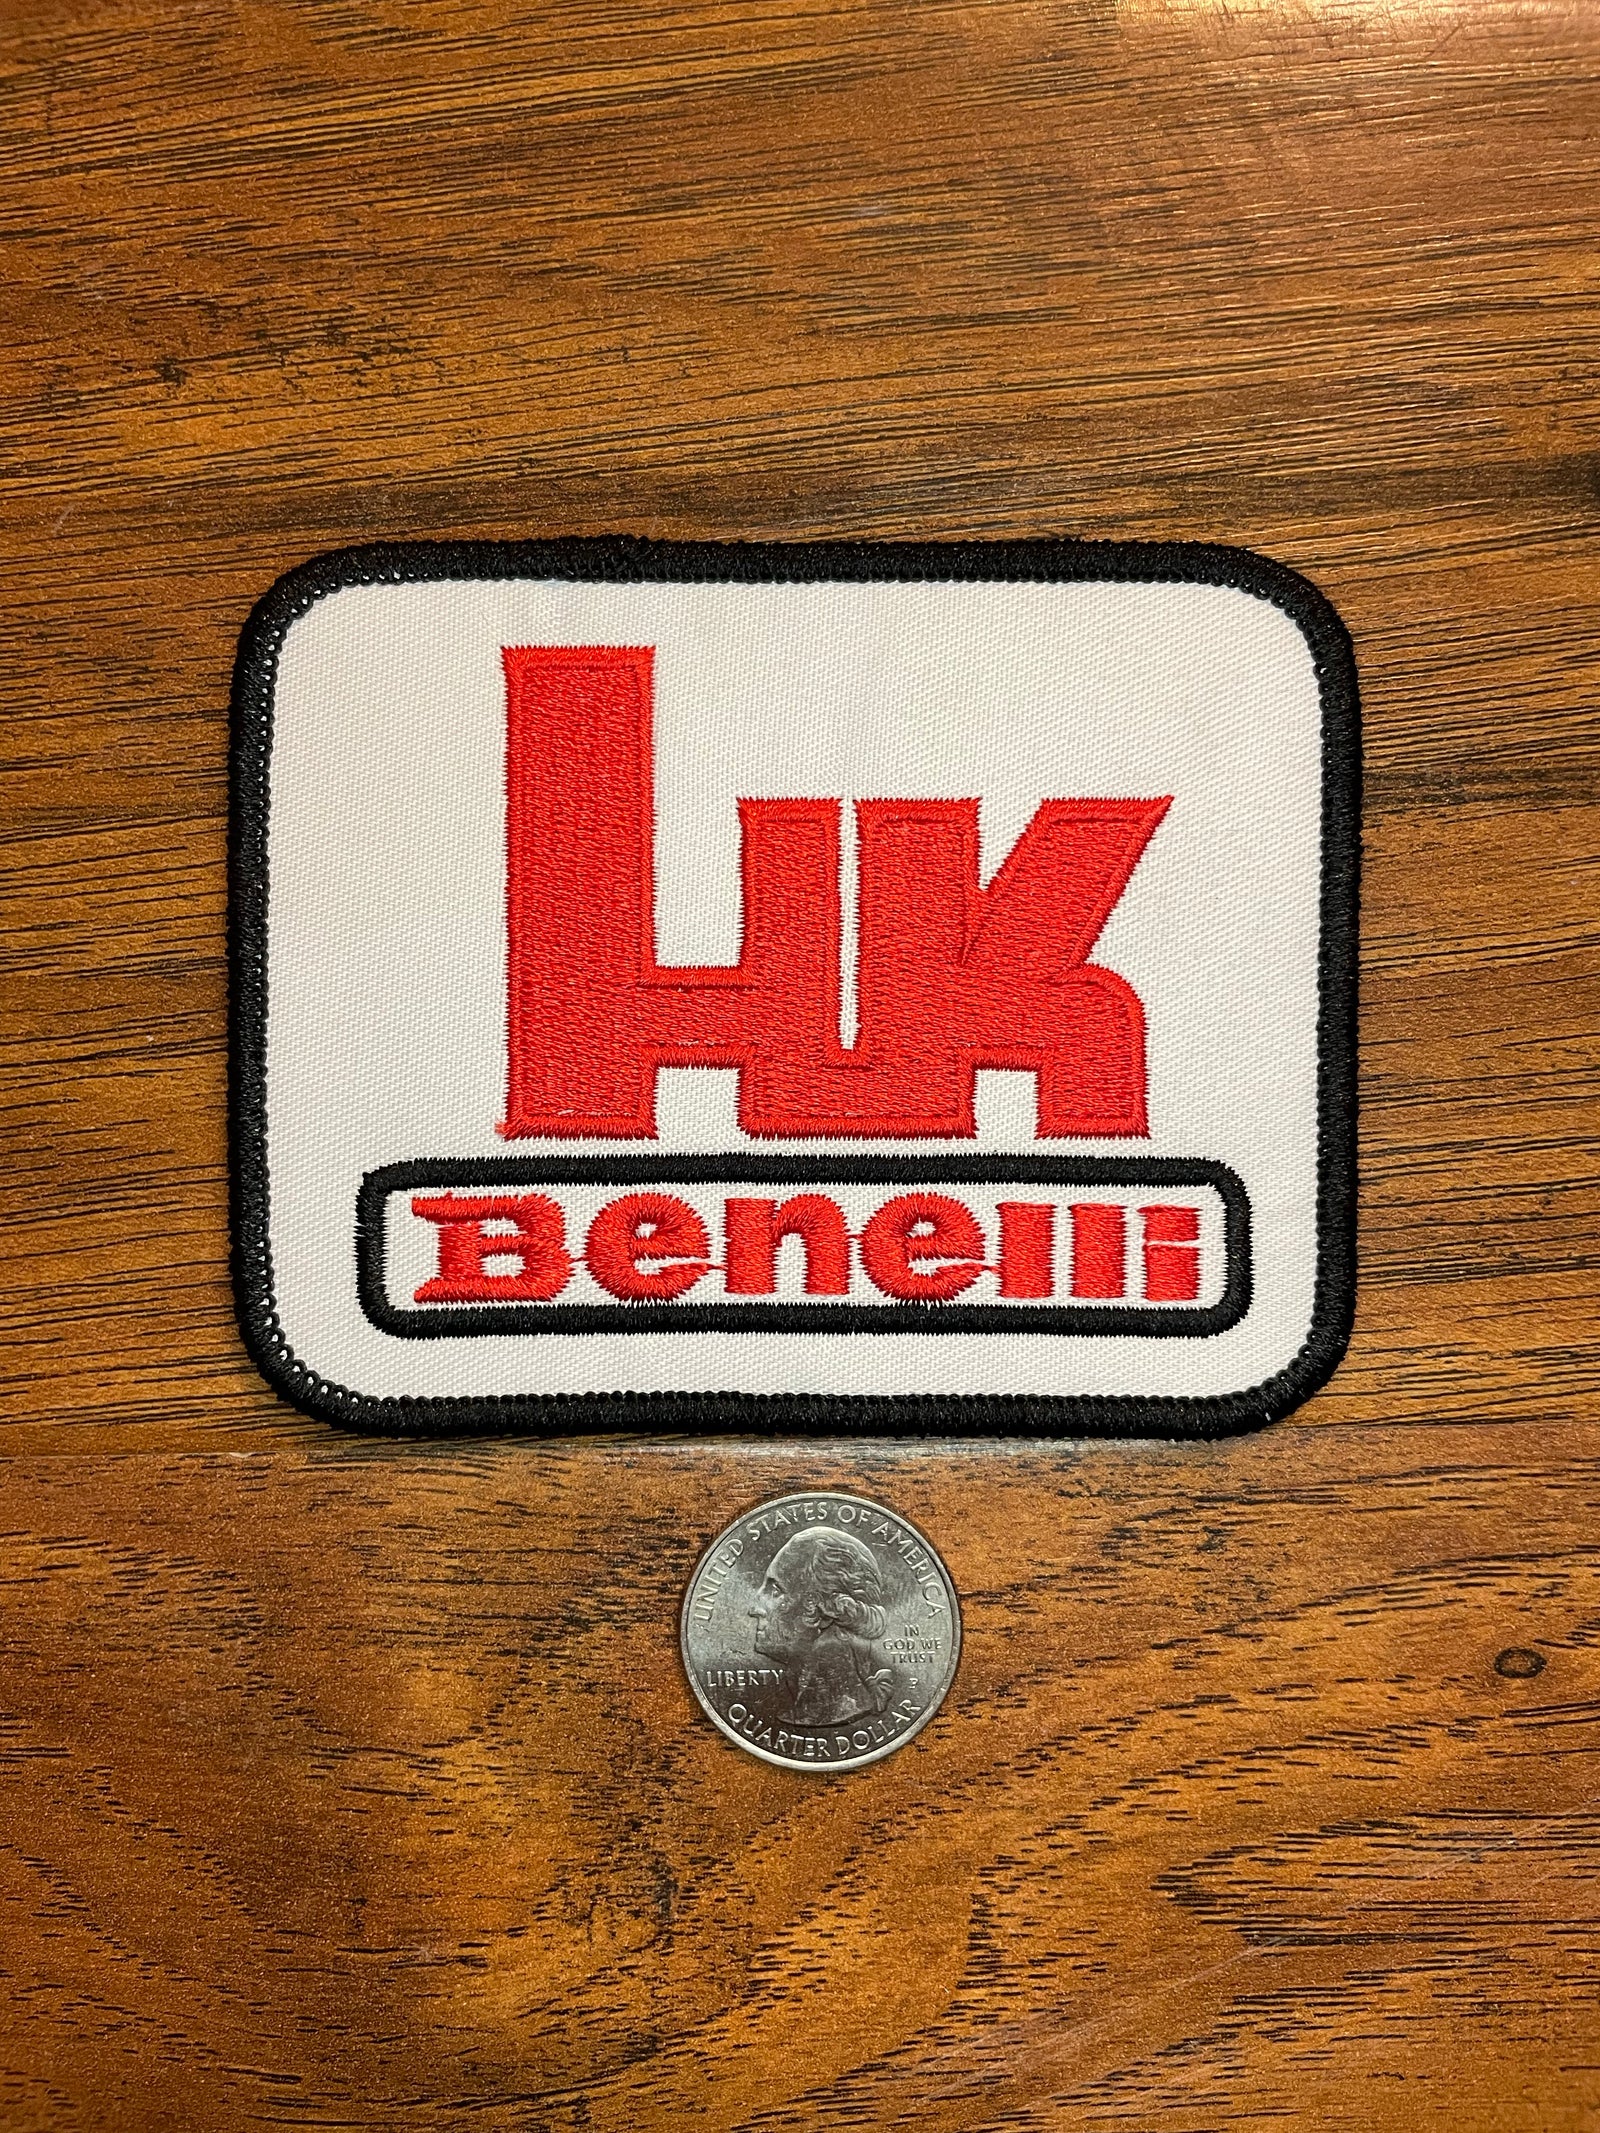 HK
Benelli
UNITED STATES OF AMERICA
IN
GOD WE
TRUST
LIBERTY
P
QUARTER DOLLAR